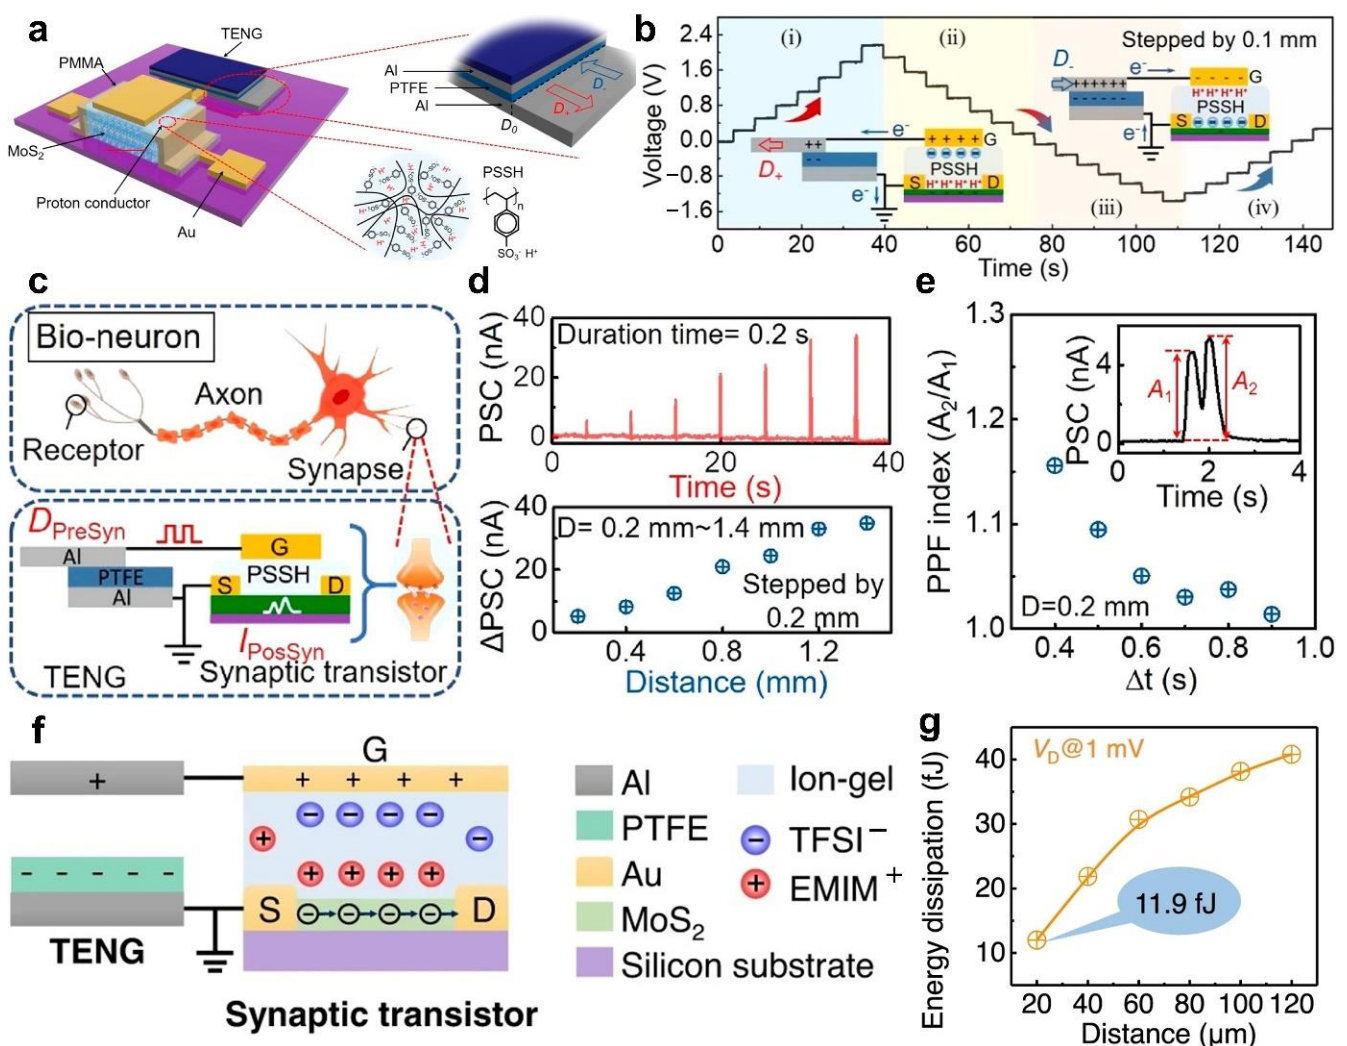 a
TENG
PMMA
MoS2
Proton conductor
Au
Al
PTFE
Al
D0
D-
D+
PSSH
n
SO3- H+
b
Voltage (V)
2.4
1.6
0.8
0.0
−0.8
−1.6
(i)
(ii)
(iii)
(iv)
Stepped by 0.1 mm
D-
e-
G
+ + + + +
- - - - -
- - - -
H+ H+ H+ H+
PSSH
S
D
e-
D+
++
- -
e-
+ + + +
G
PSSH
S
H+ H+ H+ H+
D
e-
0
20
40
60
80
100
120
140
Time (s)
c
Bio-neuron
Axon
Receptor
Synapse
DPreSyn
Al
PTFE
Al
G
PSSH
S
D
IPosSyn
TENG
Synaptic transistor
d
PSC (nA)
40
20
0
Duration time= 0.2 s
0
20
40
Time (s)
ΔPSC (nA)
40
20
0
D= 0.2 mm~1.4 mm
Stepped by
0.2 mm
0.4
0.8
1.2
Distance (mm)
e
PPF index (A2/A1)
1.3
1.2
1.1
1.0
PSC (nA)
4
0
A1
A2
0
2
4
Time (s)
D=0.2 mm
0.4
0.6
0.8
1.0
Δt (s)
f
G
+
+ + + +
- - - - -
S
D
TENG
Synaptic transistor
Al
PTFE
Au
MoS2
Silicon substrate
Ion-gel
TFSI−
EMIM+
g
Energy dissipation (fJ)
40
30
20
10
VD@1 mV
11.9 fJ
20
40
60
80
100
120
Distance (μm)